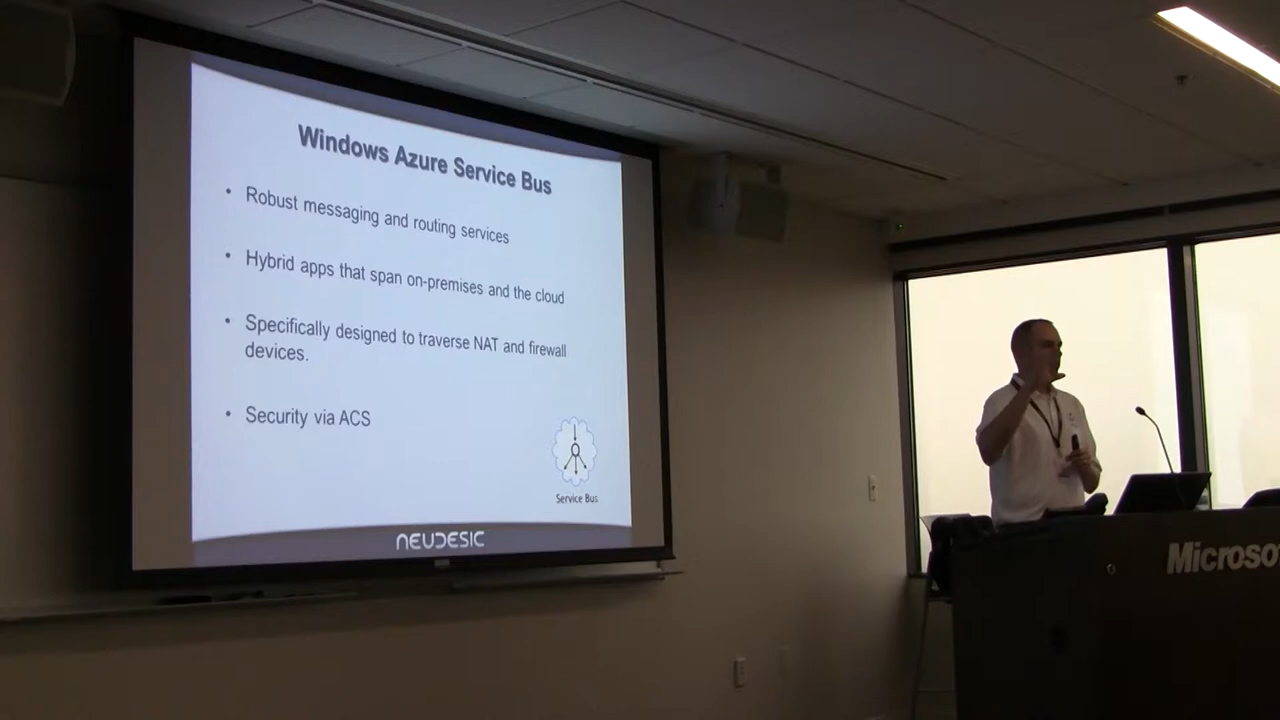 Windows Azure Service Bus
• Robust messaging and routing services
• Hybrid apps that span on-premises and the cloud
• Specifically designed to traverse NAT and firewall
devices.
• Security via ACS
Service Bus
NEUDESIC
Microso